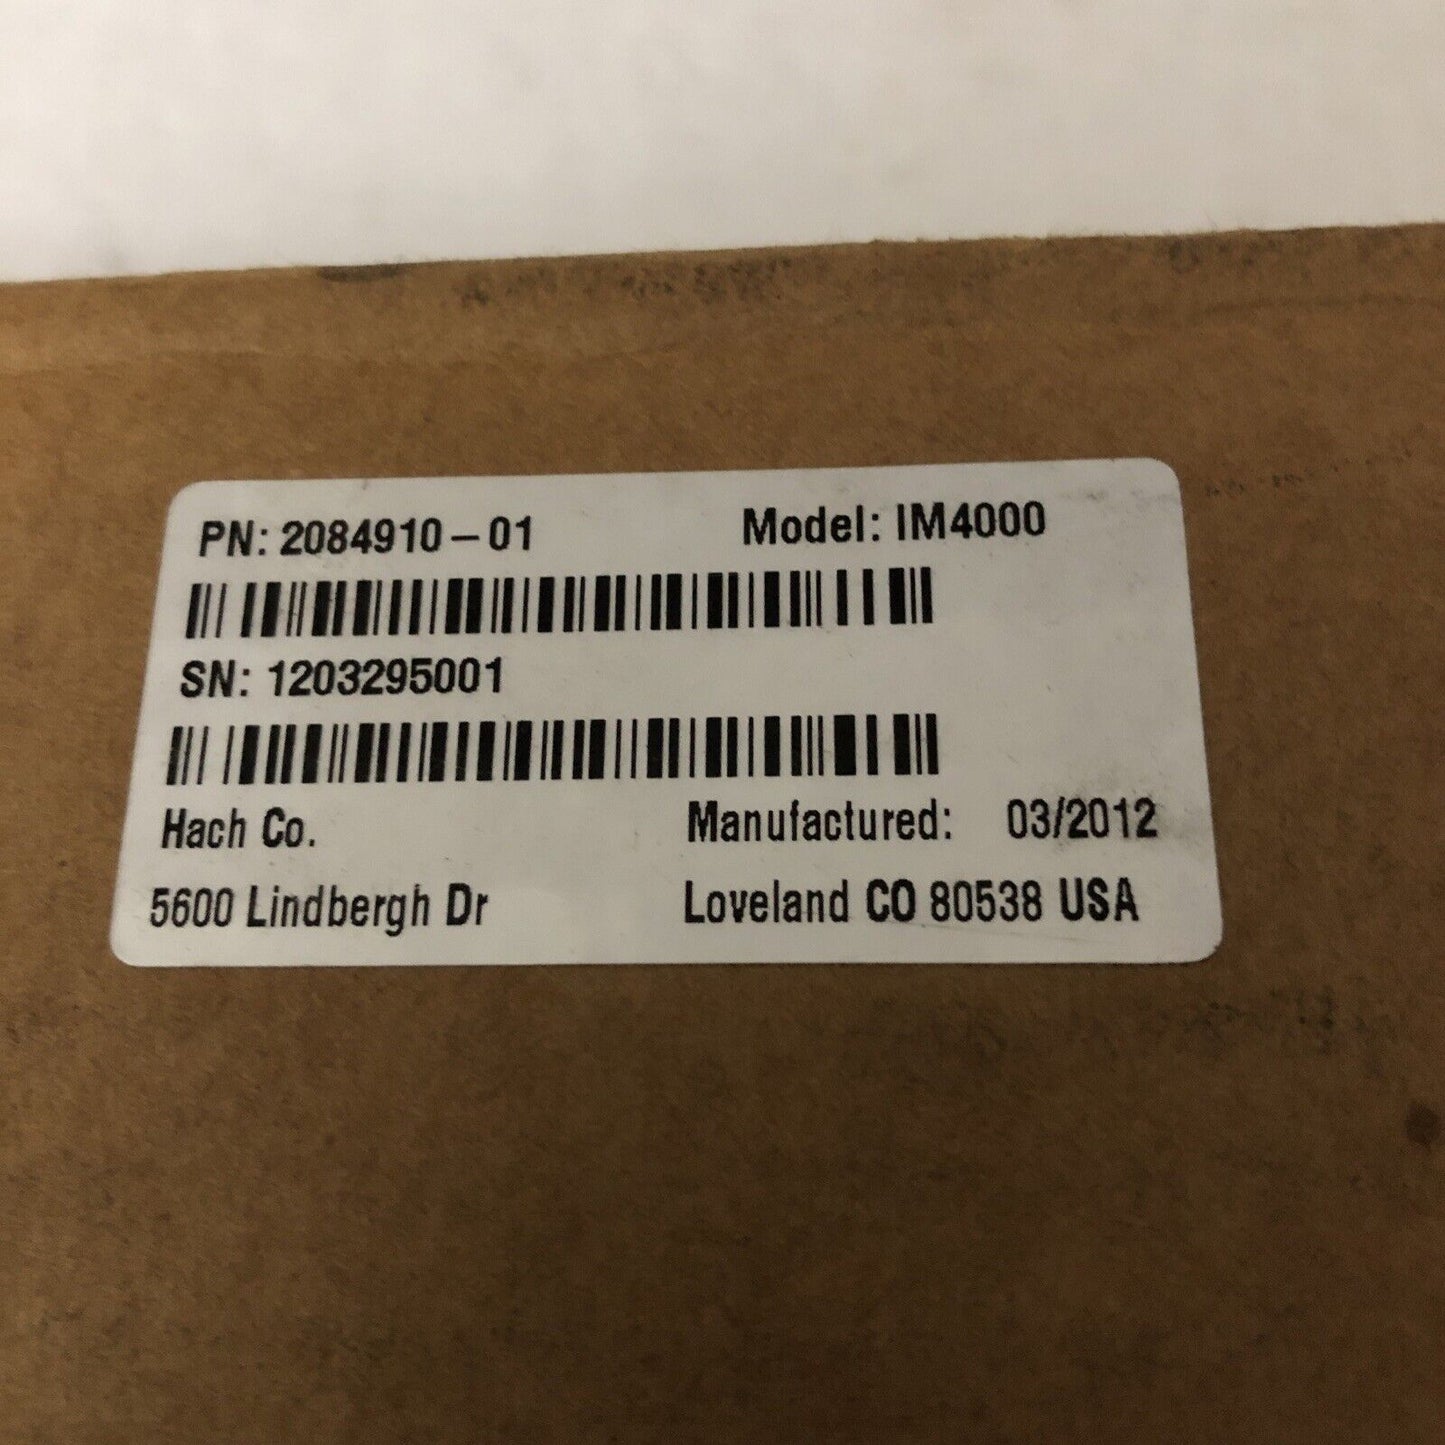 PN: 2084910-01 Model: IM4000
SN: 1203295001
Hach Co. Manufactured: 03/2012
5600 Lindbergh Dr Loveland CO 80538 USA